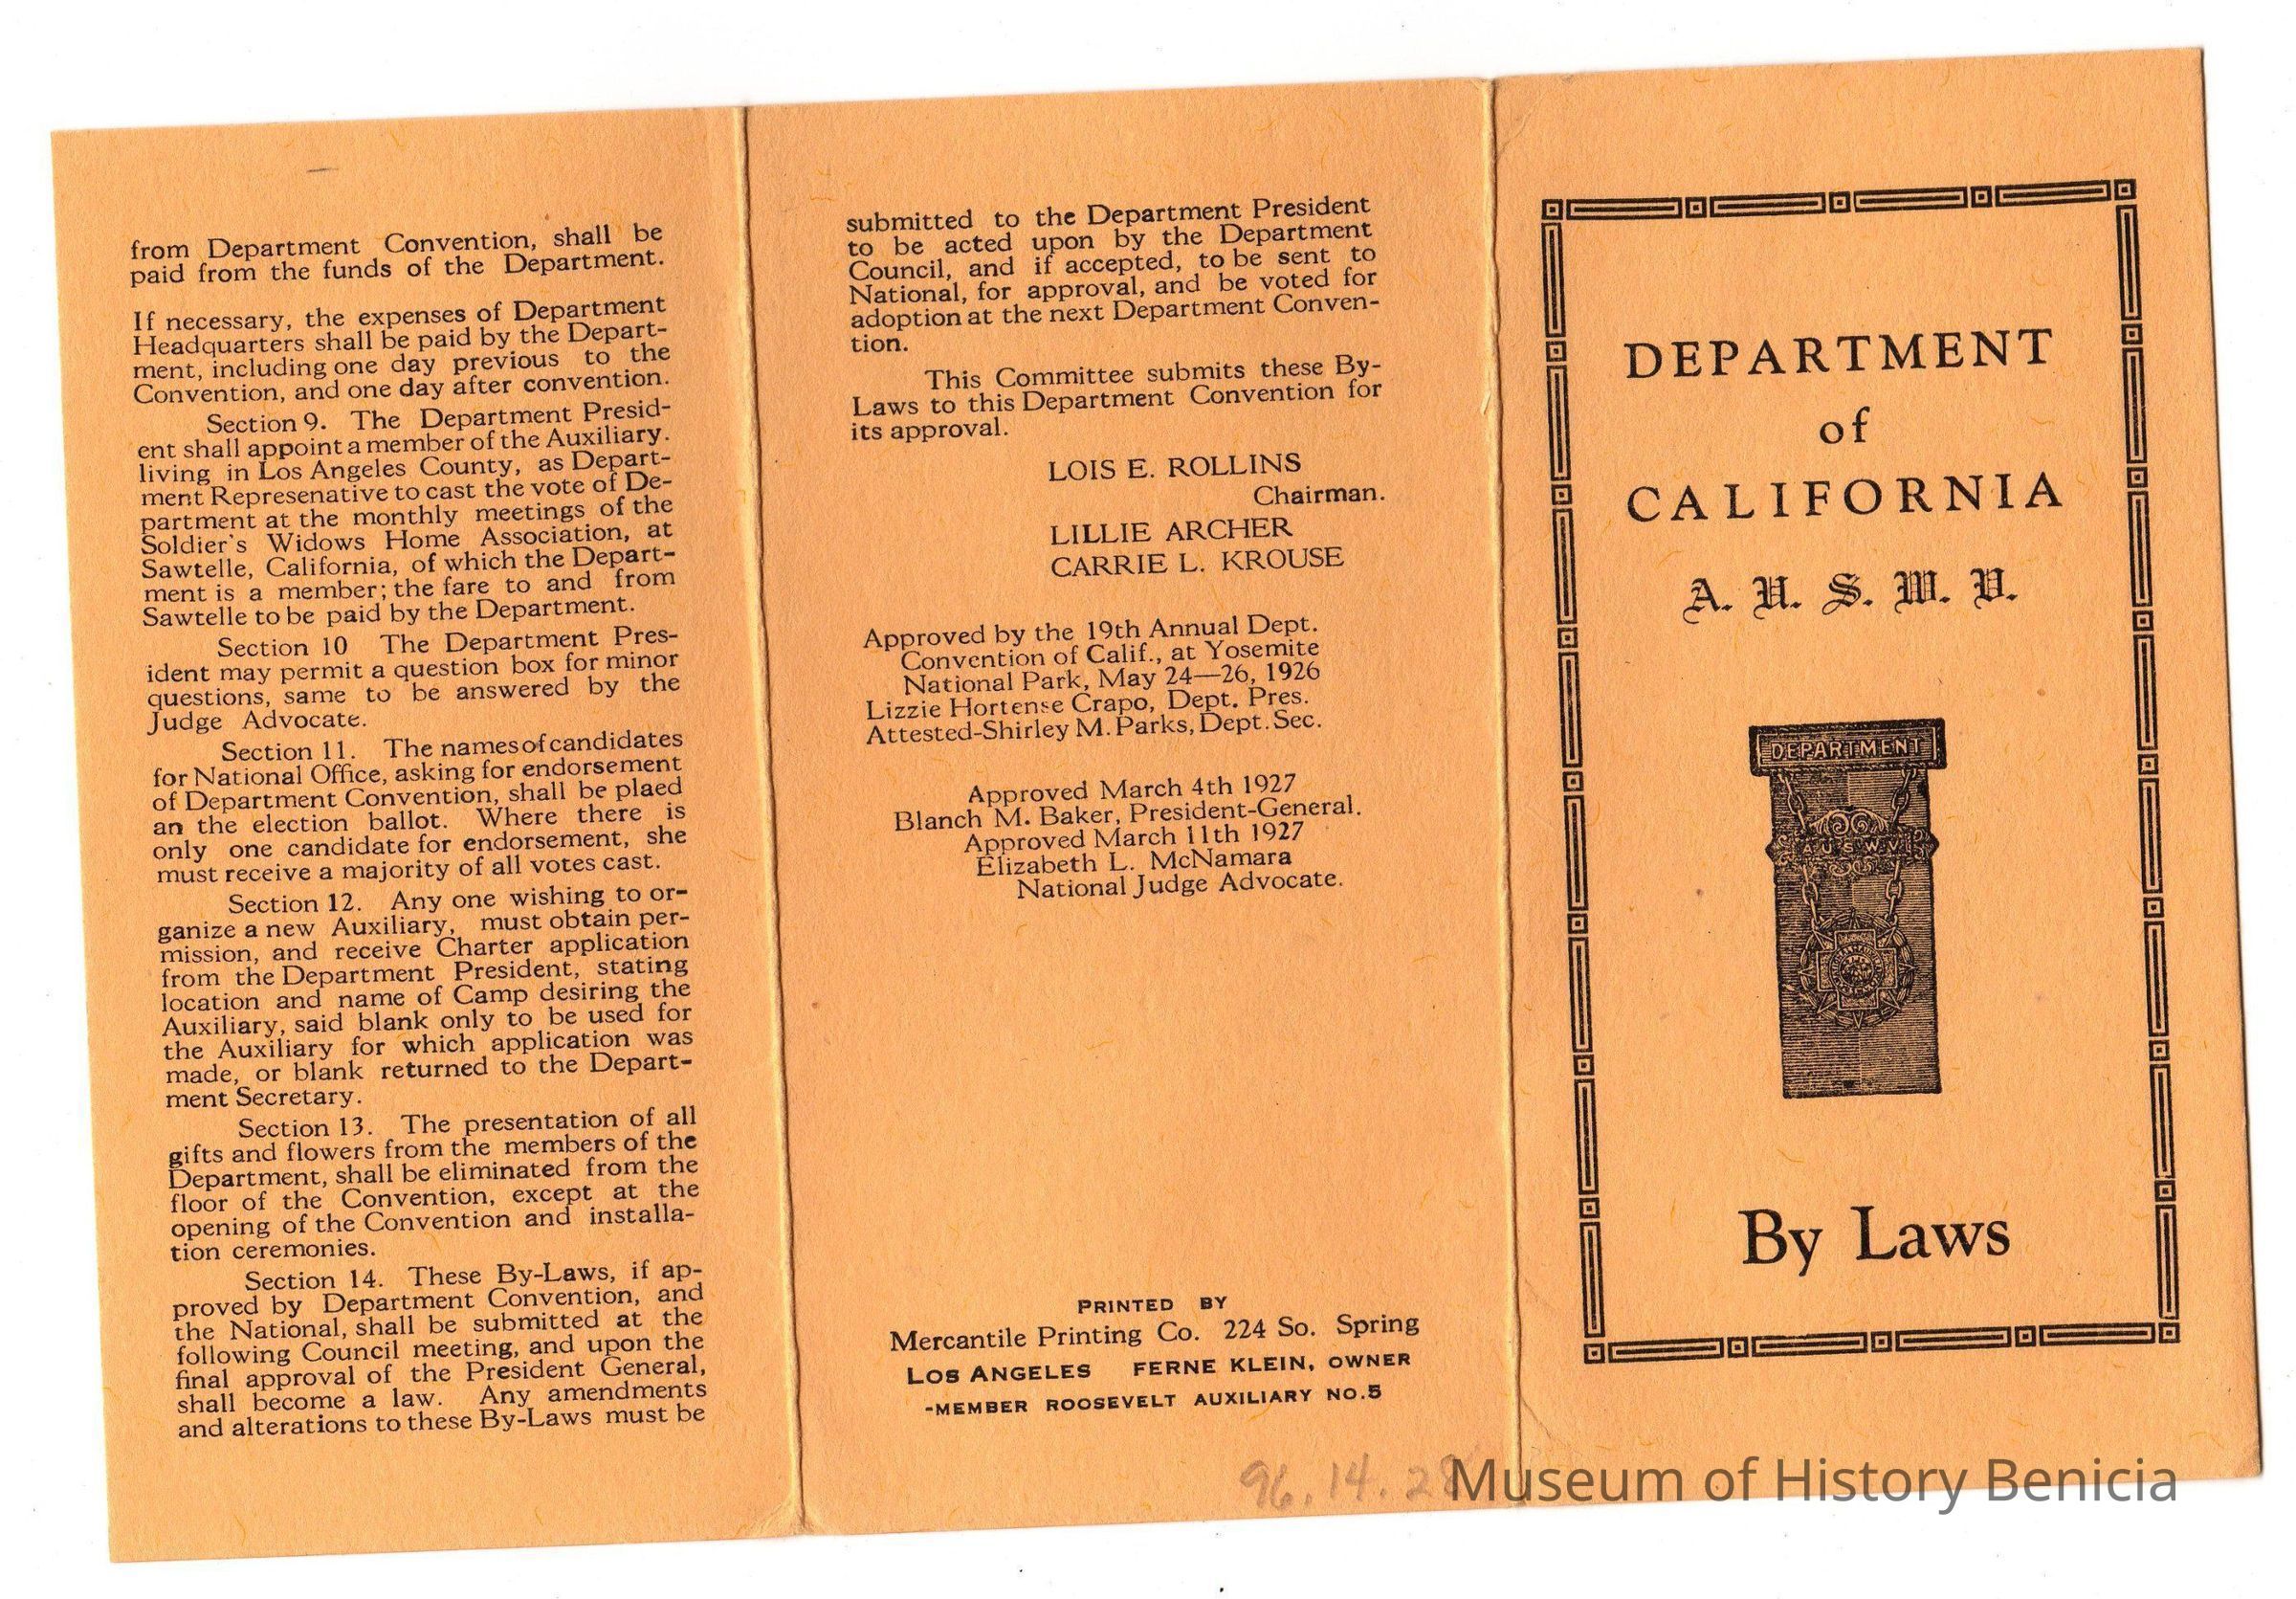 from Department Convention, shall be
paid from the funds of the Department.
If necessary, the expenses of Department
Headquarters shall be paid by the Depart-
ment, including one day previous to the
Convention, and one day after convention.
Section 9. The Department Presid-
ent shall appoint a member of the Auxiliary.
living in Los Angeles County, as Depart-
ment Represenative to cast the vote of De-
partment at the monthly meetings of the
Soldier's Widows Home Association, at
Sawtelle, California, of which the Depart-
ment is a member; the fare to and from
Sawtelle to be paid by the Department.
Section 10 The Department Pres-
ident may permit a question box for minor
questions, same to be answered by the
Judge Advocate.
Section 11. The names of candidates
for National Office, asking for endorsement
of Department Convention, shall be plaed
an the election ballot. Where there is
only one candidate for endorsement, she
must receive a majority of all votes cast.
Section 12. Any one wishing to or-
ganize a new Auxiliary, must obtain per-
mission, and receive Charter application
from the Department President, stating
location and name of Camp desiring the
Auxiliary, said blank only to be used for
the Auxiliary for which application was
made, or blank returned to the Depart-
ment Secretary.
Section 13. The presentation of all
gifts and flowers from the members of the
Department, shall be eliminated from the
floor of the Convention, except at the
opening of the Convention and installa-
tion ceremonies.
Section 14. These By-Laws, if ap-
proved by Department Convention, and
the National, shall be submitted at the
following Council meeting, and upon the
final approval of the President General,
shall become a law. Any amendments
and alterations to these By-Laws must be
submitted to the Department President
to be acted upon by the Department
Council, and if accepted, to be sent to
National, for approval, and be voted for
adoption at the next Department Conven-
tion.
This Committee submits these By-
Laws to this Department Convention for
its approval.
LOIS E. ROLLINS
Chairman.
LILLIE ARCHER
CARRIE L. KROUSE
Approved by the 19th Annual Dept.
Convention of Calif., at Yosemite
National Park, May 24—26, 1926
Lizzie Hortense Crapo, Dept. Pres.
Attested-Shirley M. Parks, Dept. Sec.
Approved March 4th 1927
Blanch M. Baker, President-General.
Approved March 11th 1927
Elizabeth L. McNamara
National Judge Advocate.
PRINTED BY
Mercantile Printing Co. 224 So. Spring
LOS ANGELES FERNE KLEIN, OWNER
-MEMBER ROOSEVELT AUXILIARY NO.5
96.14.28
DEPARTMENT
of
CALIFORNIA
A. U. S. W. V.
DEPARTMENT
A.U.S.W.V.
By Laws
Museum of History Benicia